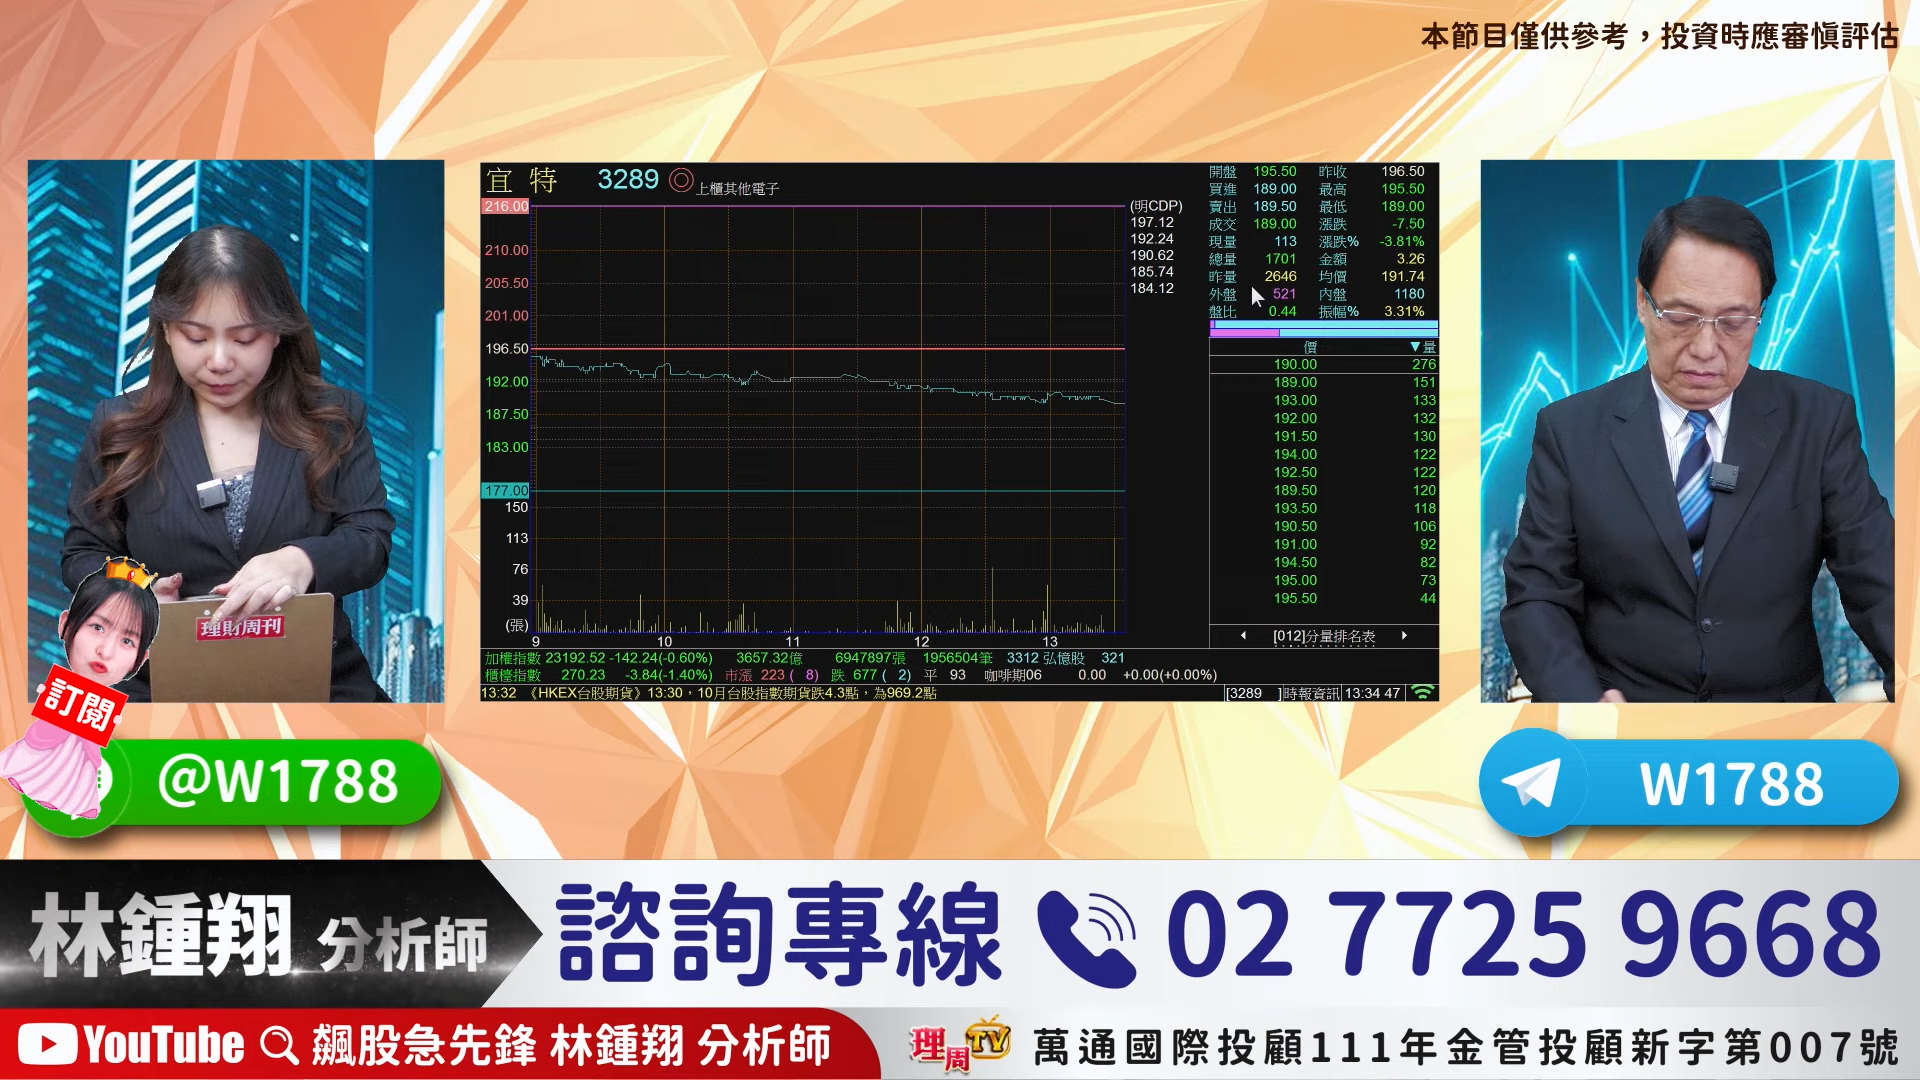 本節目僅供參考，投資時應審慎評估
宜特 3289 ◎ 上櫃其他電子
216.00
210.00
205.50
201.00
196.50
192.00
187.50
183.00
177.00
150
113
76
39
(張)
9 10 11 12 13
(明CDP)
197.12
192.24
190.62
185.74
184.12
開盤 195.50 昨收 196.50
買進 189.00 最高 195.50
賣出 189.50 最低 189.00
成交 189.00 漲跌 -7.50
現量 113 漲跌% -3.81%
總量 1701 金額 3.26
昨量 2646 均價 191.74
外盤 521 內盤 1180
盤比 0.44 振幅% 3.31%
價 ▼量
190.00 276
189.00 151
193.00 133
192.00 132
191.50 130
194.00 122
192.50 122
189.50 120
193.50 118
190.50 106
191.00 92
194.50 82
195.00 73
195.50 44
[012]分量排名表
加權指數 23192.52 -142.24(-0.60%) 3657.32億 6947897張 1956504筆 3312 弘憶股 321
櫃檯指數 270.23 -3.84(-1.40%) 市漲 223 ( 8) 跌 677 ( 2) 平 93 咖啡期06 0.00 +0.00(+0.00%)
13:32 《HKEX台股期貨》13:30，10月台股指數期貨跌4.3點，為969.2點 [3289 ]時報資訊 13:34 47
理財周刊
訂閱
@W1788
W1788
林鍾翔 分析師
諮詢專線 02 7725 9668
YouTube 飆股急先鋒 林鍾翔 分析師
理周TV 萬通國際投顧111年金管投顧新字第007號